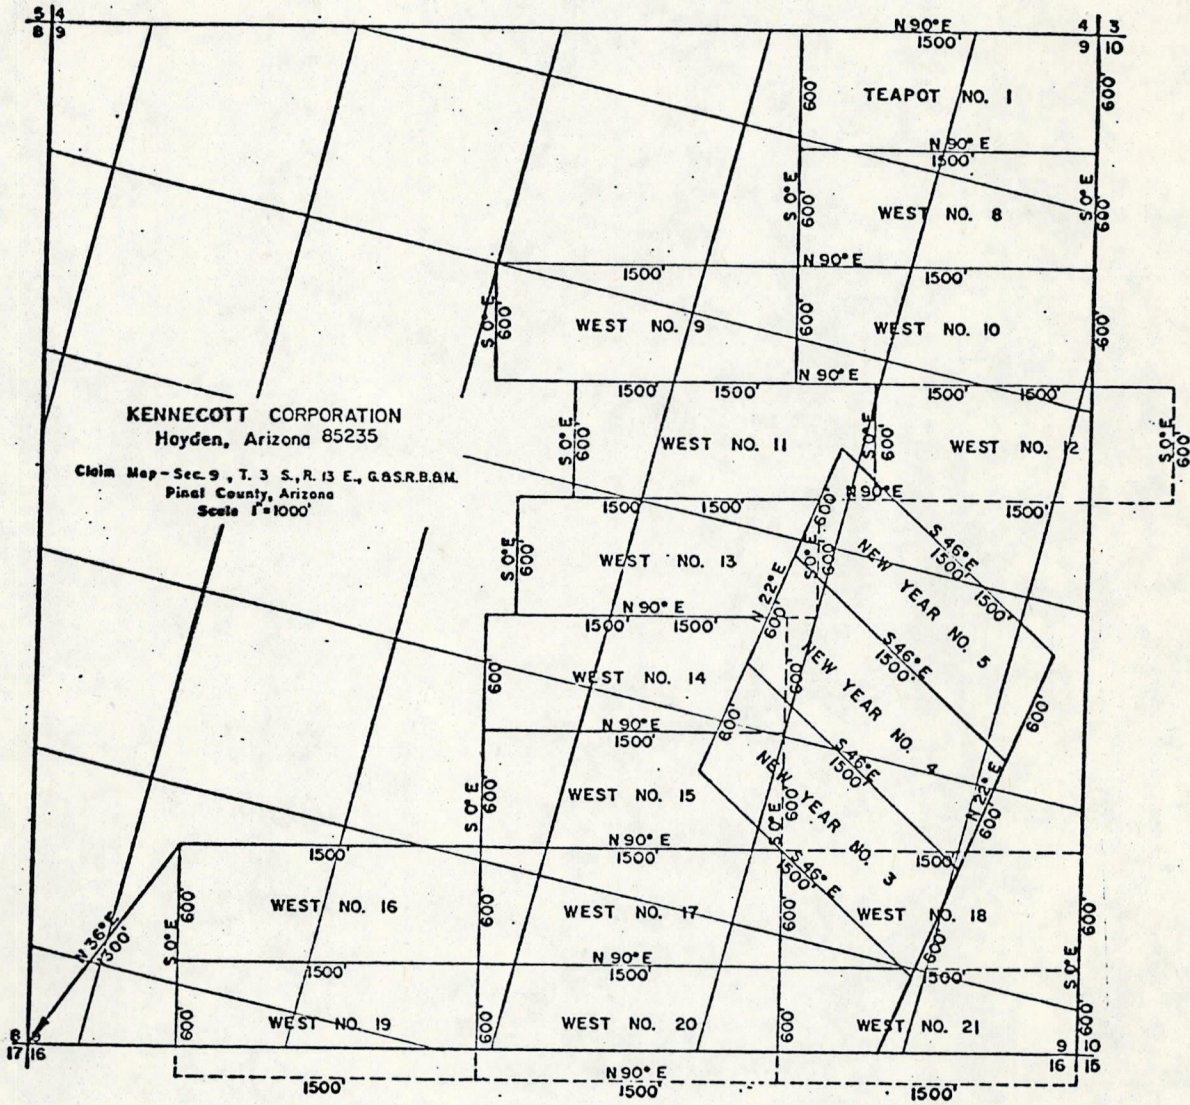 5 4
8 9
N 90° E
1500'
4 3
9 10
600'
TEAPOT NO. 1
600'
N 90° E
1500'
S 0° E
600'
WEST NO. 8
S 0° E
600'
N 90° E
1500'
1500'
S 0° E
600'
WEST NO. 9
600'
WEST NO. 10
600'
N 90° E
1500'
1500'
1500'
1500'
KENNECOTT CORPORATION
Hayden, Arizona 85235
Claim Map - Sec. 9, T. 3 S., R. 13 E., G.&S.R.B.&M.
Pinal County, Arizona
Scale 1" = 1000'
S 0° E
600'
WEST NO. 11
S 0° E
600'
WEST NO. 12
S 0° E
600'
N 90° E
1500'
1500'
1500'
600'
S 0° E
600'
WEST NO. 13
S 0° E
600'
NEW YEAR NO. 5
S 46° E
1500'
1500'
N 22° E
600'
N 90° E
1500'
1500'
600'
WEST NO. 14
600'
NEW YEAR NO. 4
S 46° E
1500'
600'
600'
N 90° E
1500'
S 46° E
1500'
S 0° E
600'
WEST NO. 15
S 0° E
600'
NEW YEAR NO. 3
N 22° E
600'
1500'
N 90° E
1500'
1500'
S 46° E
1500'
N 36° E
S 0° E
600'
WEST NO. 16
600'
WEST NO. 17
600'
WEST NO. 18
600'
600'
S 0° E
1500'
N 90° E
1500'
1500'
600'
WEST NO. 19
600'
WEST NO. 20
600'
WEST NO. 21
600'
8
17 16
9 10
16 15
1500'
N 90° E
1500'
1500'